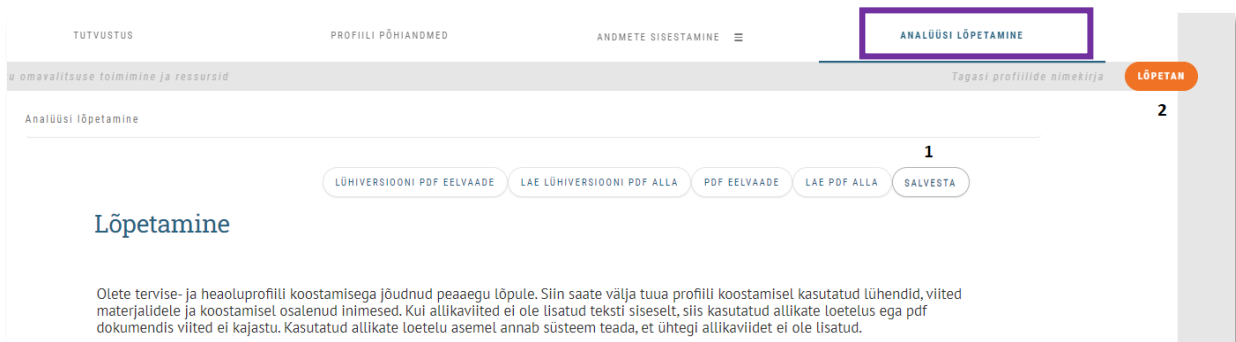 TUTVUSTUS PROFIILI PÕHIANDMED ANDMETE SISESTAMINE ANALÜÜSI LÕPETAMINE
u omavalitsuse toimimine ja ressursid Tagasi profiilide nimekirja LÕPETAN
2
Analüüsi lõpetamine
1
LÜHIVERSIOONI PDF EELVAADE LAE LÜHIVERSIOONI PDF ALLA PDF EELVAADE LAE PDF ALLA SALVESTA
Lõpetamine
Olete tervise- ja heaoluprofiili koostamisega jõudnud peaaegu lõpule. Siin saate välja tuua profiili koostamisel kasutatud lühendid, viited
materjalidele ja koostamisel osalenud inimesed. Kui allikaviited ei ole lisatud teksti siseselt, siis kasutatud allikate loetelus ega pdf
dokumendis viited ei kajastu. Kasutatud allikate loetelu asemel annab süsteem teada, et ühtegi allikaviidet ei ole lisatud.